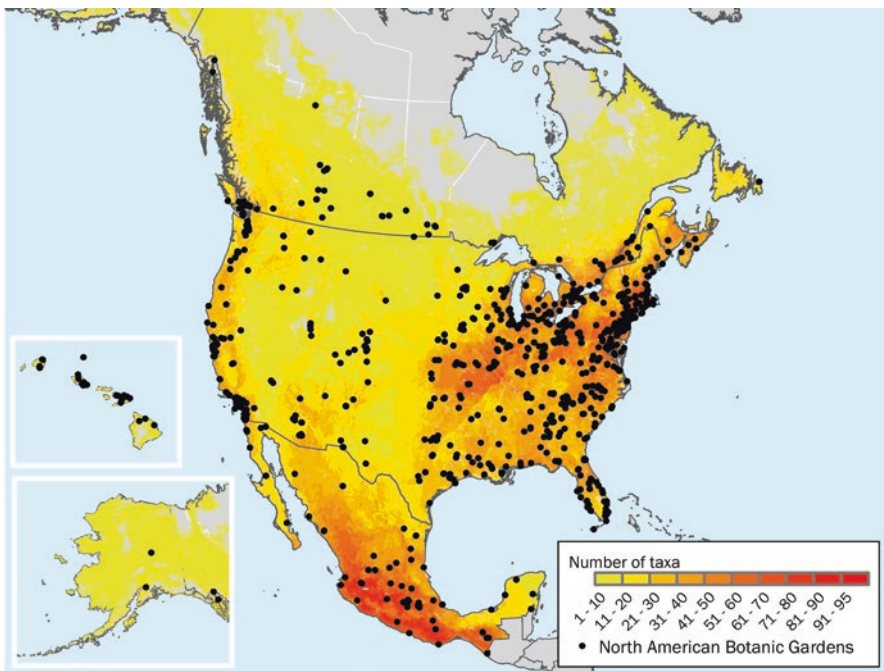 Number of taxa
1 - 10
11 - 20
21 - 30
31 - 40
41 - 50
51 - 60
61 - 70
71 - 80
81 - 90
91 - 95
North American Botanic Gardens